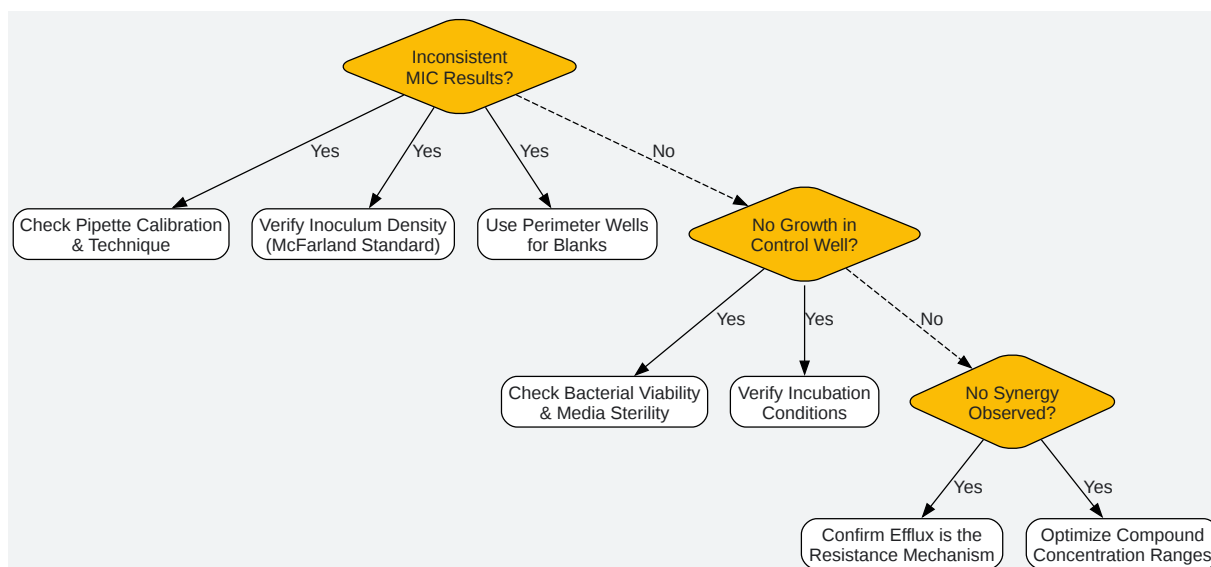 Inconsistent
MIC Results?
Yes
Yes
Yes
No
Check Pipette Calibration
& Technique
Verify Inoculum Density
(McFarland Standard)
Use Perimeter Wells
for Blanks
No Growth in
Control Well?
Yes
Yes
No
Check Bacterial Viability
& Media Sterility
Verify Incubation
Conditions
No Synergy
Observed?
Yes
Yes
Confirm Efflux is the
Resistance Mechanism
Optimize Compound
Concentration Ranges